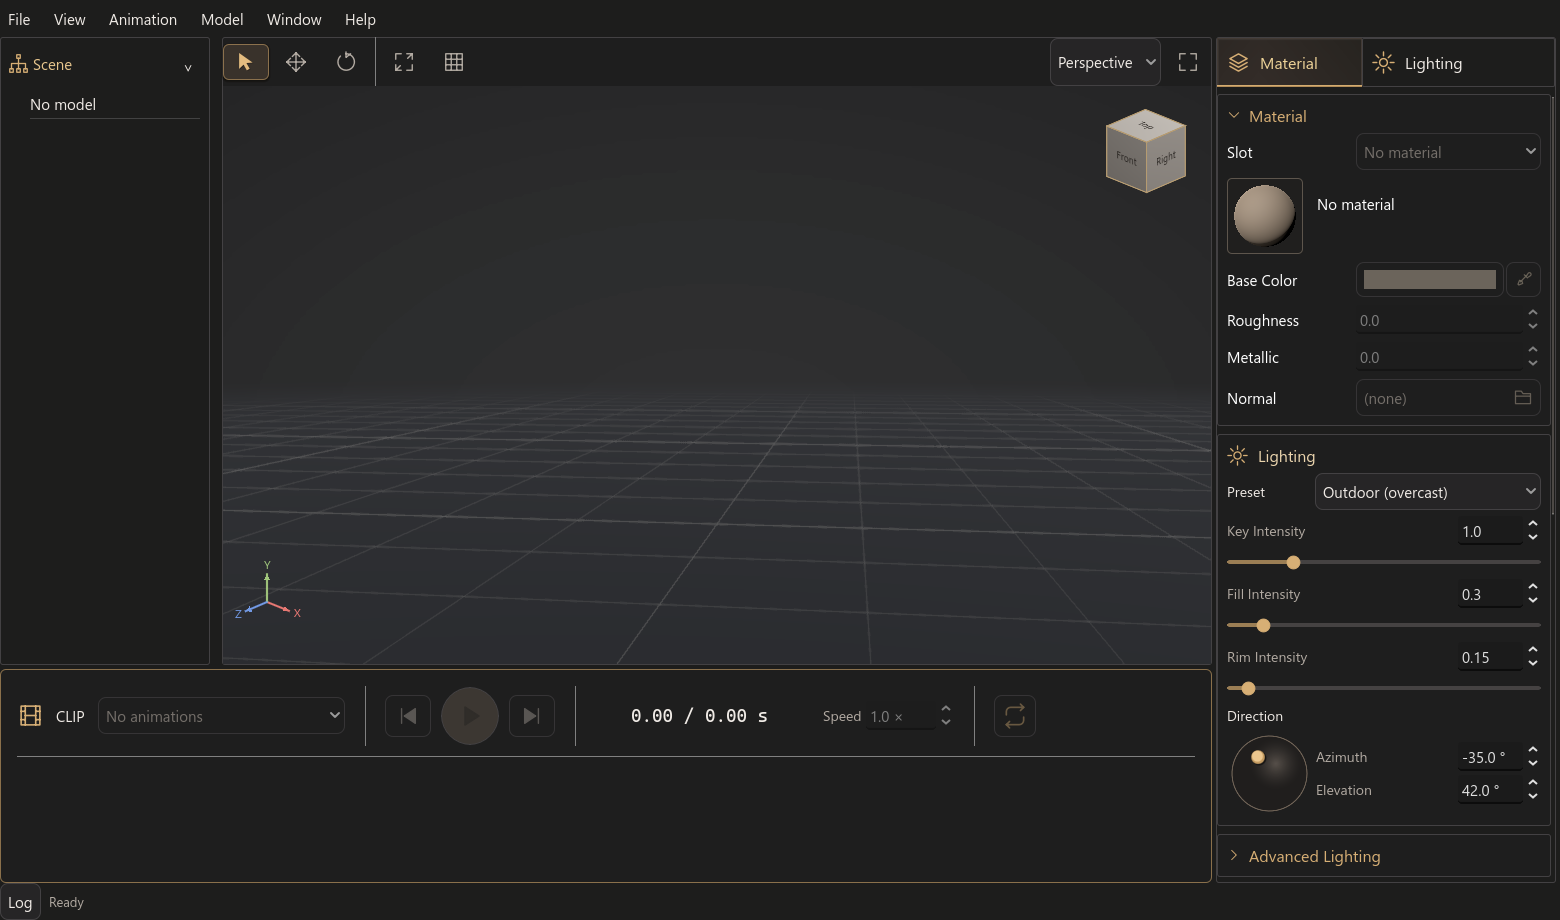 File View Animation Model Window Help
Scene
No model
Perspective
Top
Front
Right
Y
Z
X
Material
Lighting
Material
Slot
No material
No material
Base Color
Roughness
0.0
Metallic
0.0
Normal
(none)
Lighting
Preset
Outdoor (overcast)
Key Intensity
1.0
Fill Intensity
0.3
Rim Intensity
0.15
Direction
Azimuth
-35.0 °
Elevation
42.0 °
Advanced Lighting
CLIP
No animations
0.00 / 0.00 s
Speed
1.0 ×
Log
Ready